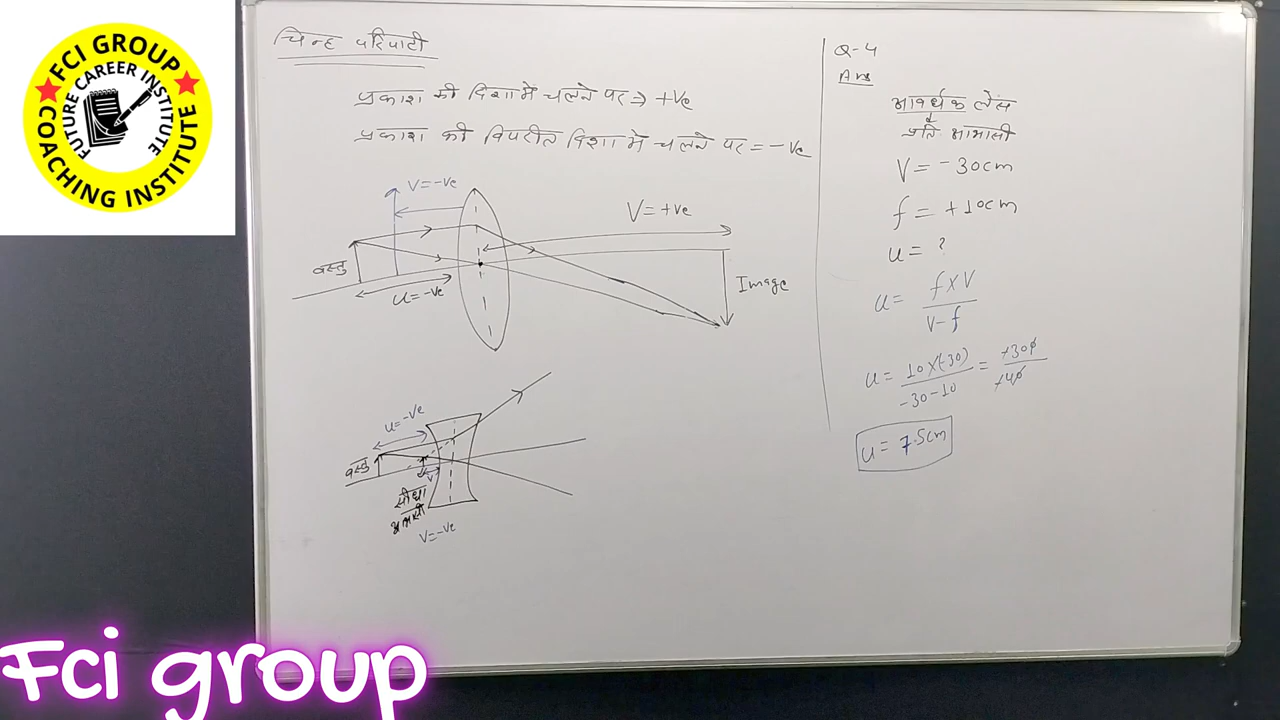 FCI GROUP
FUTURE CAREER INSTITUTE
COACHING INSTITUTE
चिन्ह परिपाटी
प्रकाश की दिशा में चलने पर ⇒ +Ve
प्रकाश की विपरीत दिशा में चलने पर = -Ve
V = -Ve
V = +Ve
वस्तु
u = -Ve
Image
u = -Ve
वस्तु
V
सीधा
आभासी
V = -Ve
Q-4
Ans
आवर्धक लेंस
प्रति आभासी
V = -30cm
f = +10cm
u = ?
u = f×V / V-f
u = 10×(-30) / -30-10 = +300 / +40
u = 7.5cm
Fci group